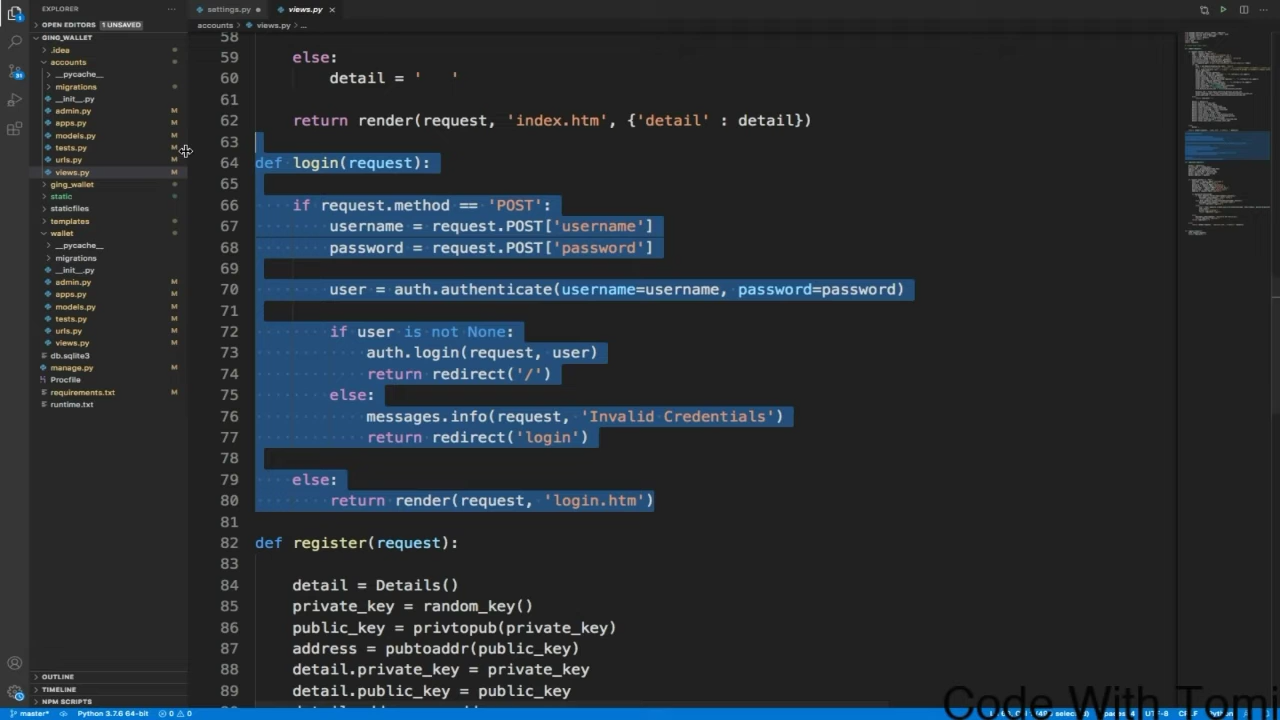 EXPLORER
...
settings.py
views.py
OPEN EDITORS 1 UNSAVED
accounts > views.py > ...
GING_WALLET
.idea
accounts
__pycache__
migrations
__init__.py
admin.py M
apps.py M
models.py M
tests.py M
urls.py M
views.py M
ging_wallet
static
staticfiles
templates
wallet
__pycache__
migrations
__init__.py
admin.py M
apps.py M
models.py M
tests.py M
urls.py M
views.py M
db.sqlite3
manage.py M
Procfile
requirements.txt M
runtime.txt
OUTLINE
TIMELINE
NPM SCRIPTS
58
59 else:
60 detail = ' '
61
62 return render(request, 'index.htm', {'detail' : detail})
63
64 def login(request):
65
66 if request.method == 'POST':
67 username = request.POST['username']
68 password = request.POST['password']
69
70 user = auth.authenticate(username=username, password=password)
71
72 if user is not None:
73 auth.login(request, user)
74 return redirect('/')
75 else:
76 messages.info(request, 'Invalid Credentials')
77 return redirect('login')
78
79 else:
80 return render(request, 'login.htm')
81
82 def register(request):
83
84 detail = Details()
85 private_key = random_key()
86 public_key = privtopub(private_key)
87 address = pubtoaddr(public_key)
88 detail.private_key = private_key
89 detail.public_key = public_key
master* Python 3.7.6 64-bit 0 0
Code With Tomi